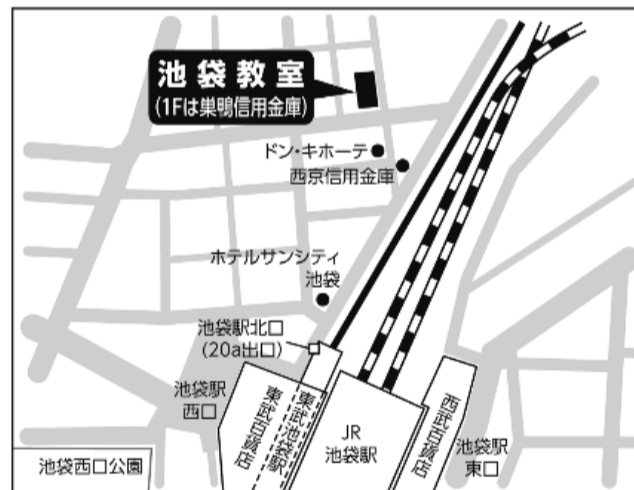 池袋教室
(1Fは巣鴨信用金庫)
ドン・キホーテ
西京信用金庫
ホテルサンシティ
池袋
池袋駅北口
(20a出口)
池袋駅
西口
東武百貨店
東武池袋駅
JR
池袋駅
西武百貨店
池袋駅
東口
池袋西口公園